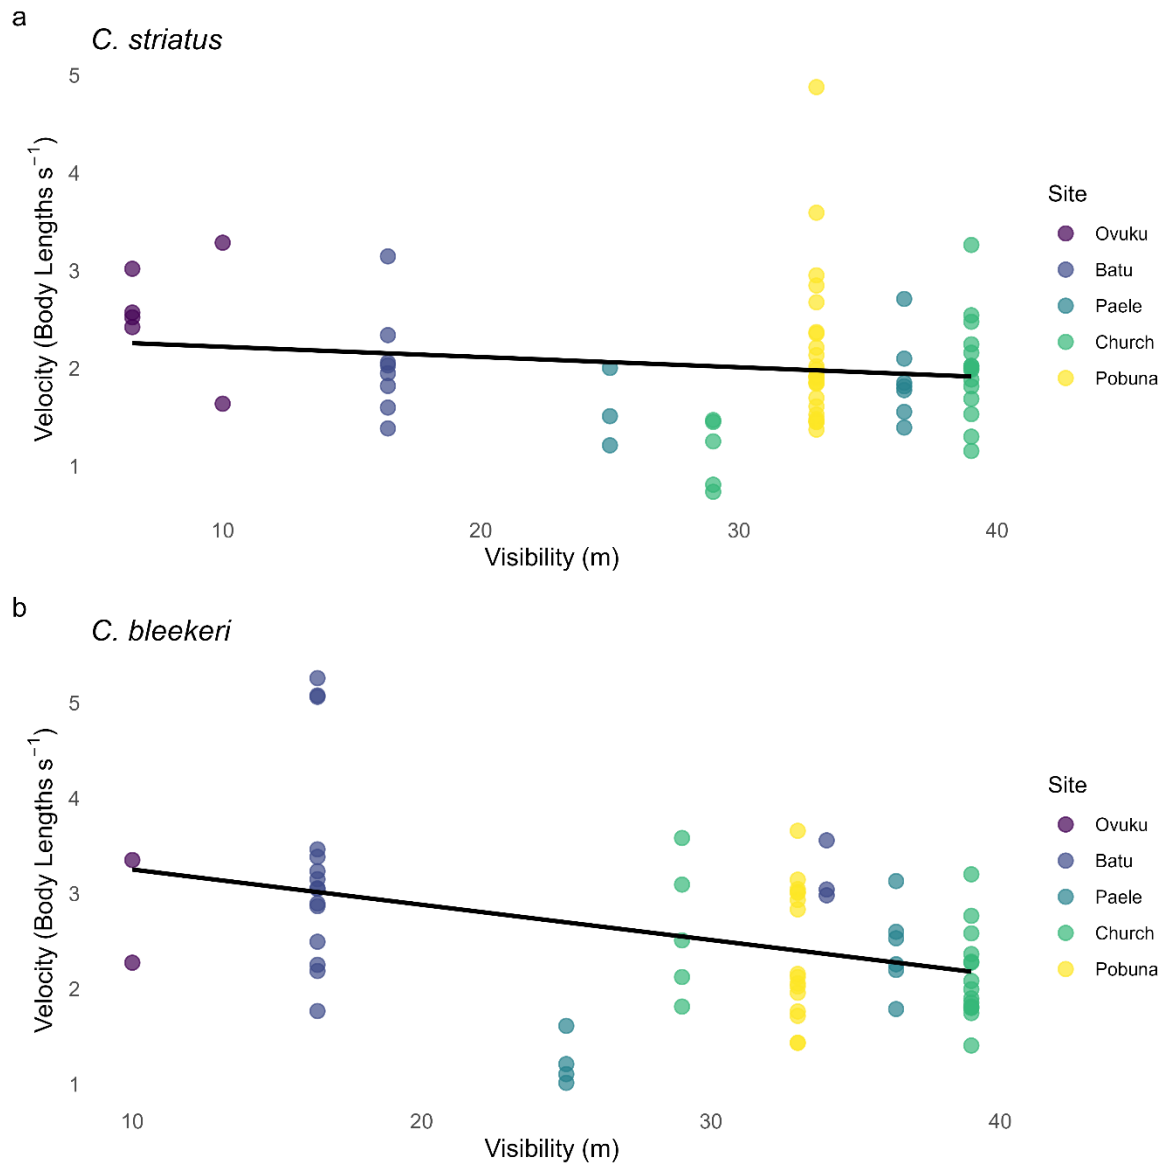 a
C. striatus
5
4
3
2
1
Velocity (Body Lengths s⁻¹)
10 20 30 40
Visibility (m)
Site
Ovuku
Batu
Paele
Church
Pobuna
b
C. bleekeri
5
4
3
2
1
Velocity (Body Lengths s⁻¹)
10 20 30 40
Visibility (m)
Site
Ovuku
Batu
Paele
Church
Pobuna